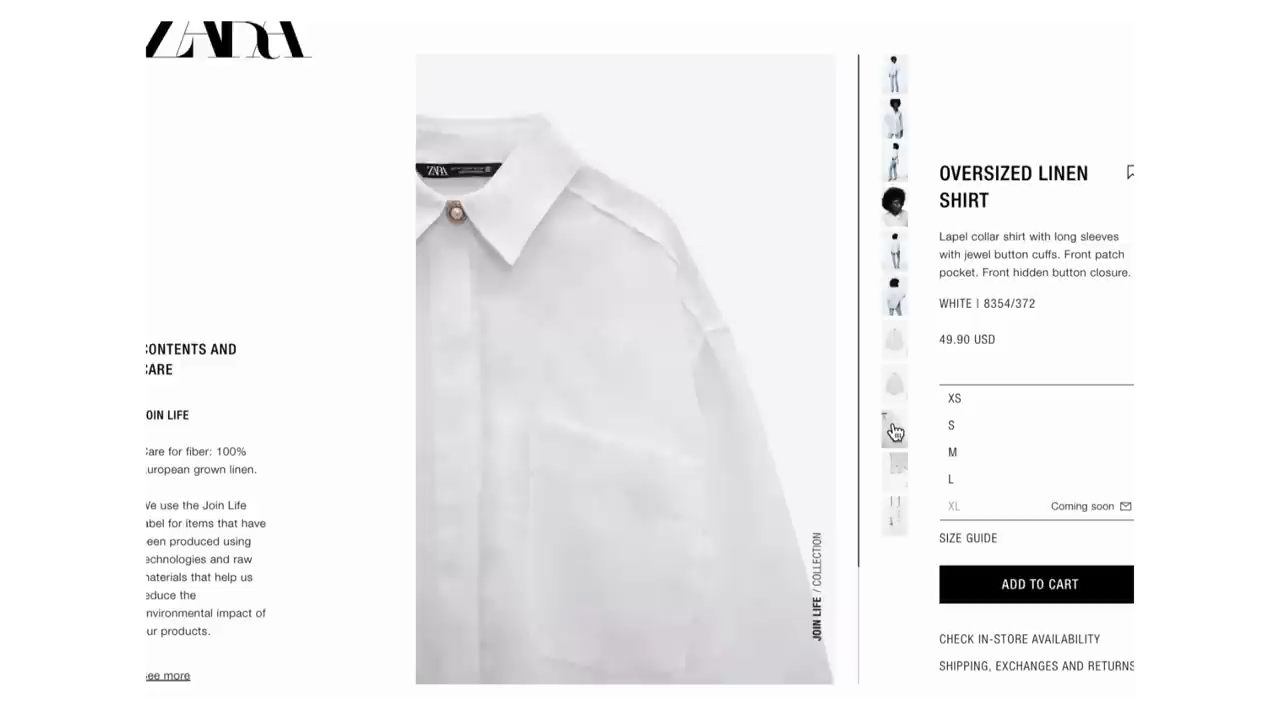 ZARA
CONTENTS AND
CARE
JOIN LIFE
Care for fiber: 100%
European grown linen.
We use the Join Life
label for items that have
been produced using
technologies and raw
materials that help us
reduce the
environmental impact of
our products.
See more
ZARA
JOIN LIFE / COLLECTION
OVERSIZED LINEN
SHIRT
Lapel collar shirt with long sleeves
with jewel button cuffs. Front patch
pocket. Front hidden button closure.
WHITE | 8354/372
49.90 USD
XS
S
M
L
XL Coming soon
SIZE GUIDE
ADD TO CART
CHECK IN-STORE AVAILABILITY
SHIPPING, EXCHANGES AND RETURNS